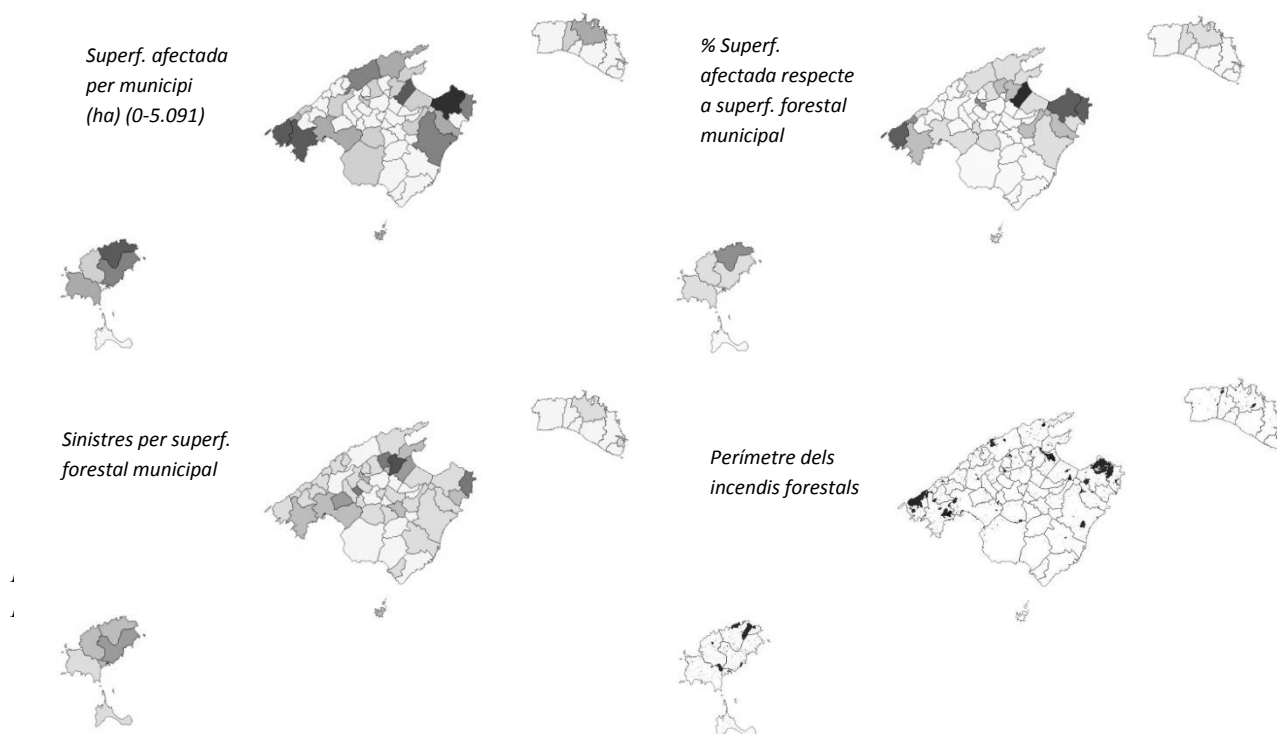 Superf. afectada
per municipi
(ha) (0-5.091)
% Superf.
afectada respecte
a superf. forestal
municipal
Sinistres per superf.
forestal municipal
Perímetre dels
incendis forestals